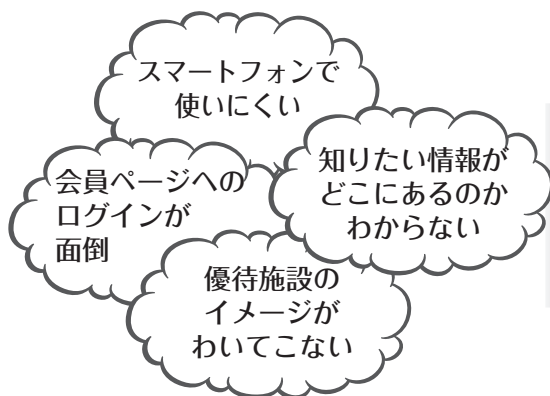 スマートフォンで
使いにくい
知りたい情報が
どこにあるのか
わからない
会員ページへの
ログインが
面倒
優待施設の
イメージが
わいてこない